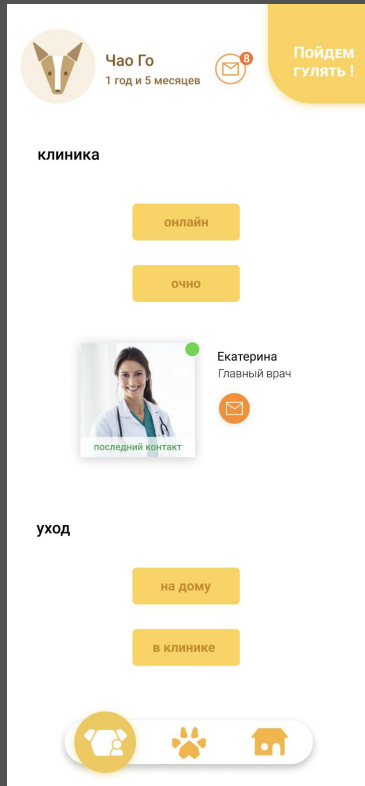 Чао Го
1 год и 5 месяцев
8
Пойдем
гулять !
клиника
онлайн
очно
последний контакт
Екатерина
Главный врач
уход
на дому
в клинике